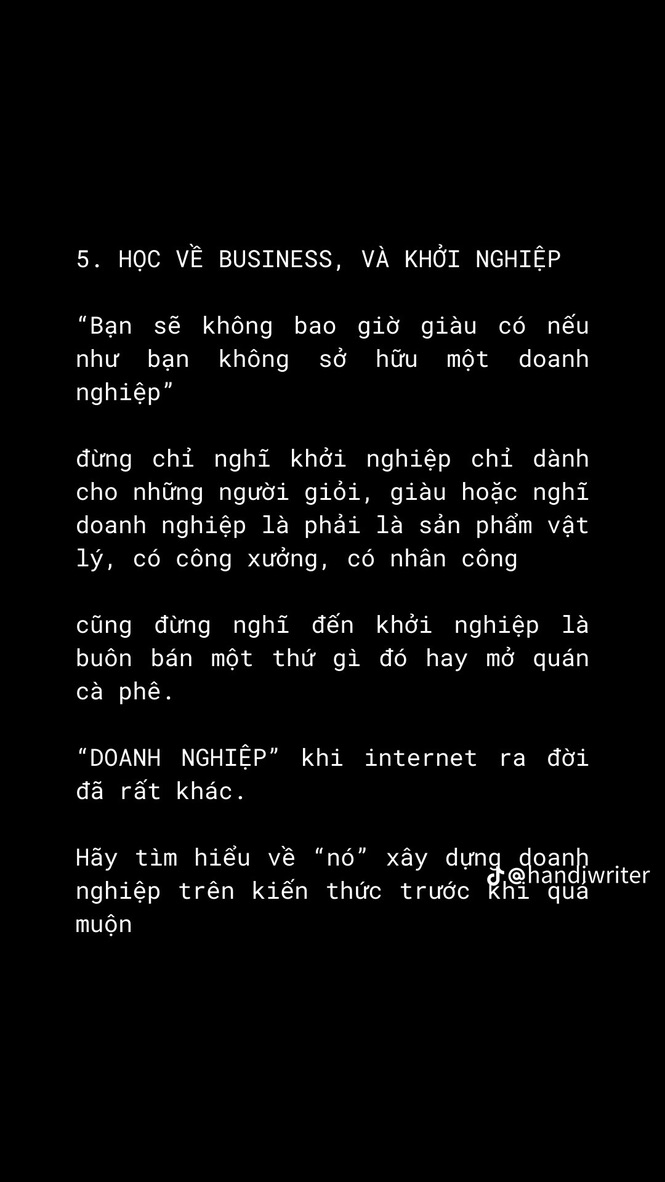 5. HỌC VỀ BUSINESS, VÀ KHỞI NGHIỆP
“Bạn sẽ không bao giờ giàu có nếu
như bạn không sở hữu một doanh
nghiệp”
đừng chỉ nghĩ khởi nghiệp chỉ dành
cho những người giỏi, giàu hoặc nghĩ
doanh nghiệp là phải là sản phẩm vật
lý, có công xưởng, có nhân công
cũng đừng nghĩ đến khởi nghiệp là
buôn bán một thứ gì đó hay mở quán
cà phê.
“DOANH NGHIỆP” khi internet ra đời
đã rất khác.
Hãy tìm hiểu về “nó” xây dựng doanh
nghiệp trên kiến thức trước khi quá
muộn
@handiwriter